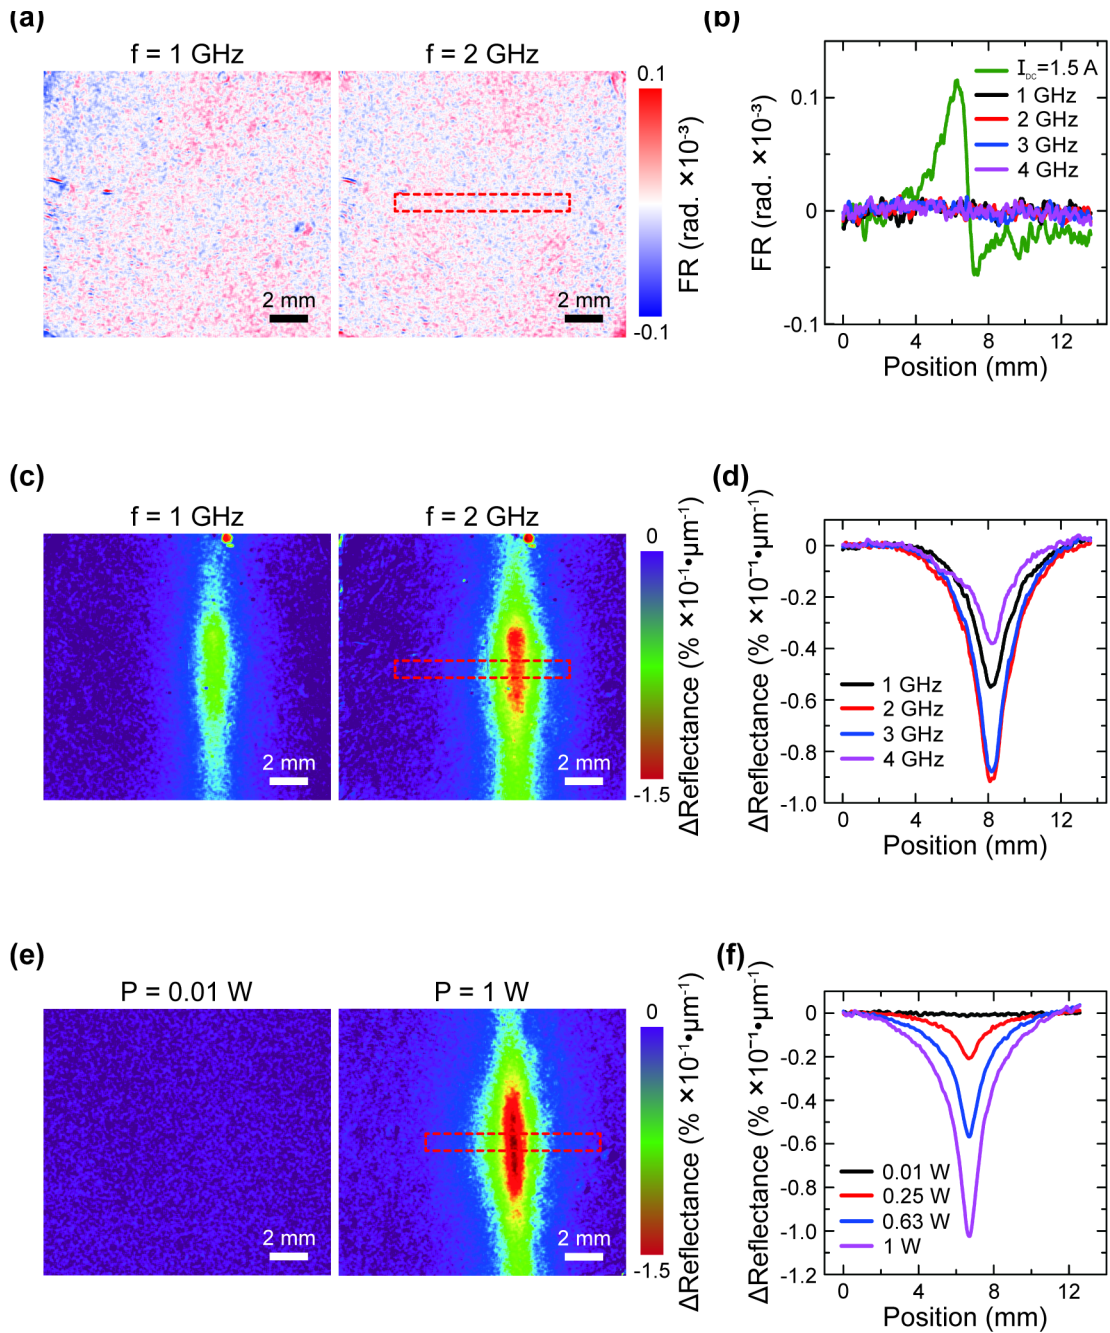 (a)
f = 1 GHz
f = 2 GHz
0.1
FR (rad. ×10⁻³)
-0.1
2 mm
2 mm
(b)
I_DC=1.5 A
1 GHz
2 GHz
3 GHz
4 GHz
FR (rad. ×10⁻³)
0.1
0
-0.1
0 4 8 12
Position (mm)
(c)
f = 1 GHz
f = 2 GHz
0
ΔReflectance (% ×10⁻¹•μm⁻¹)
-1.5
2 mm
2 mm
(d)
ΔReflectance (% ×10⁻¹•μm⁻¹)
0
-0.2
-0.4
-0.6
-0.8
-1.0
1 GHz
2 GHz
3 GHz
4 GHz
0 4 8 12
Position (mm)
(e)
P = 0.01 W
P = 1 W
0
ΔReflectance (% ×10⁻¹•μm⁻¹)
-1.5
2 mm
2 mm
(f)
ΔReflectance (% ×10⁻¹•μm⁻¹)
0
-0.2
-0.4
-0.6
-0.8
-1.0
-1.2
0.01 W
0.25 W
0.63 W
1 W
0 4 8 12
Position (mm)